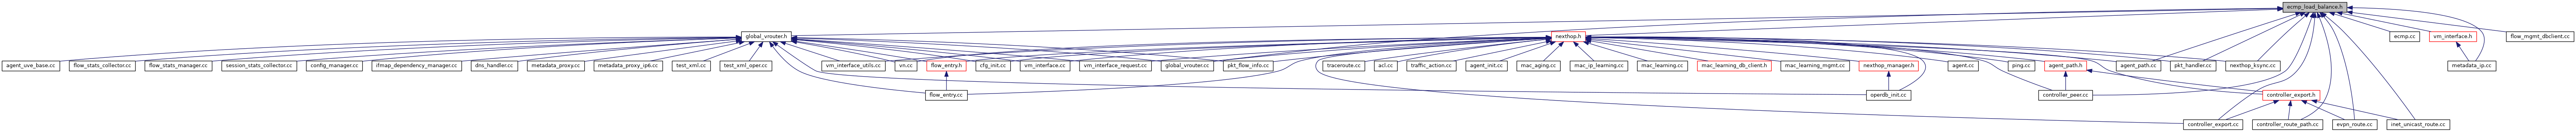 ecmp_load_balance.h
global_vrouter.h
nexthop.h
ecmp.cc
vm_interface.h
flow_mgmt_dbclient.cc
agent_uve_base.cc
flow_stats_collector.cc
flow_stats_manager.cc
session_stats_collector.cc
config_manager.cc
ifmap_dependency_manager.cc
dns_handler.cc
metadata_proxy.cc
metadata_proxy_ip6.cc
test_xml.cc
test_xml_oper.cc
vm_interface_utils.cc
vn.cc
flow_entry.h
cfg_init.cc
vm_interface.cc
vm_interface_request.cc
global_vrouter.cc
pkt_flow_info.cc
traceroute.cc
acl.cc
traffic_action.cc
agent_init.cc
mac_aging.cc
mac_ip_learning.cc
mac_learning.cc
mac_learning_db_client.h
mac_learning_mgmt.cc
nexthop_manager.h
agent.cc
ping.cc
agent_path.h
agent_path.cc
pkt_handler.cc
nexthop_ksync.cc
metadata_ip.cc
flow_entry.cc
operdb_init.cc
controller_peer.cc
controller_export.h
controller_export.cc
controller_route_path.cc
evpn_route.cc
inet_unicast_route.cc